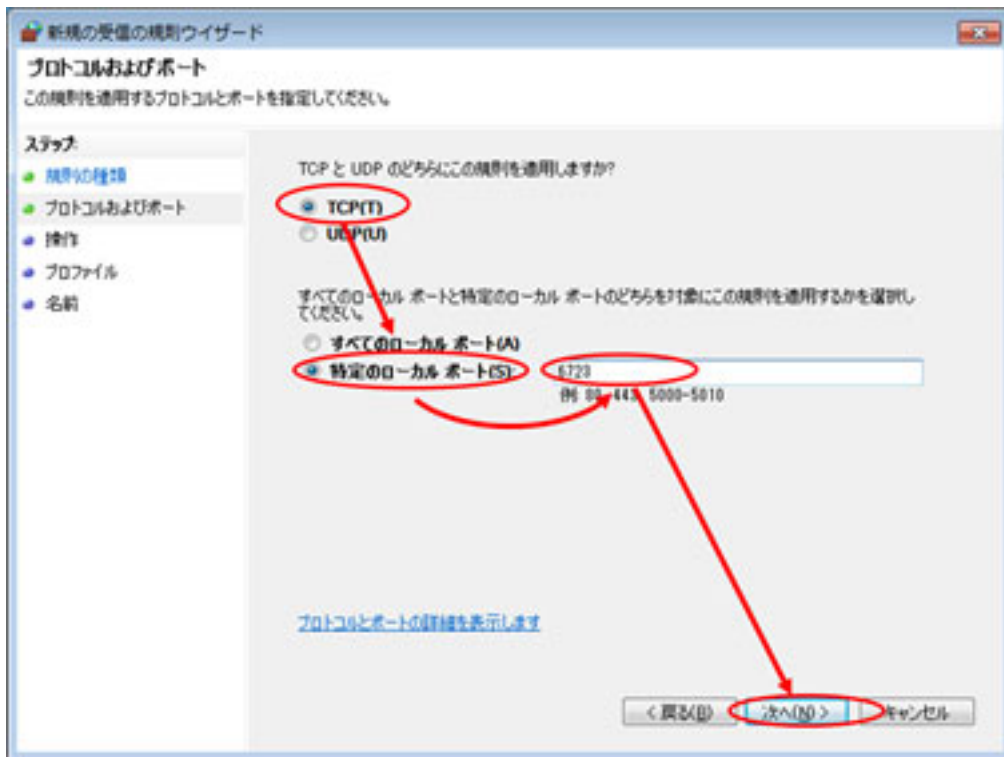 新規の受信の規則ウィザード
プロトコルおよびポート
この規則を適用するプロトコルとポートを指定してください。
ステップ:
規則の種類
プロトコルおよびポート
操作
プロファイル
名前
TCP と UDP のどちらにこの規則を適用しますか?
TCP(T)
UDP(U)
すべてのローカル ポートと特定のローカル ポートのどちらを対象にこの規則を適用するかを選択し
てください。
すべてのローカル ポート(A)
特定のローカル ポート(S):
例: 80, 443, 5000-5010
プロトコルとポートの詳細を表示します
< 戻る(B)
次へ(N) >
キャンセル